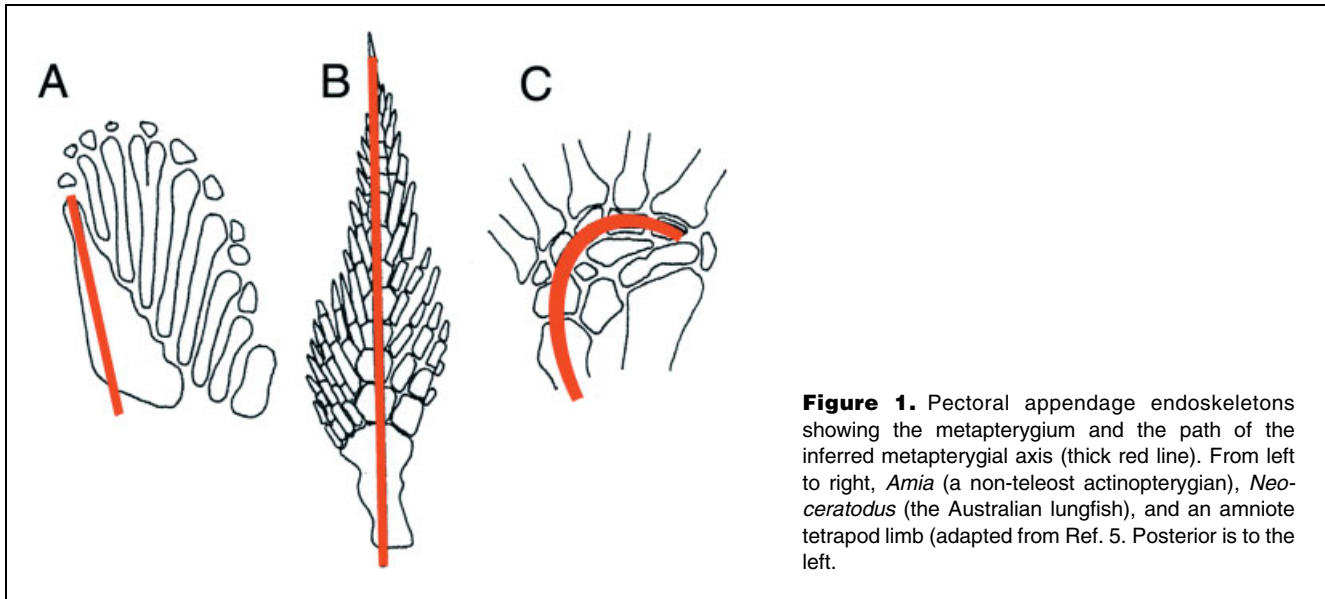 A
B
C
Figure 1. Pectoral appendage endoskeletons
showing the metapterygium and the path of the
inferred metapterygial axis (thick red line). From left
to right, Amia (a non-teleost actinopterygian), Neo-
ceratodus (the Australian lungfish), and an amniote
tetrapod limb (adapted from Ref. 5. Posterior is to the
left.